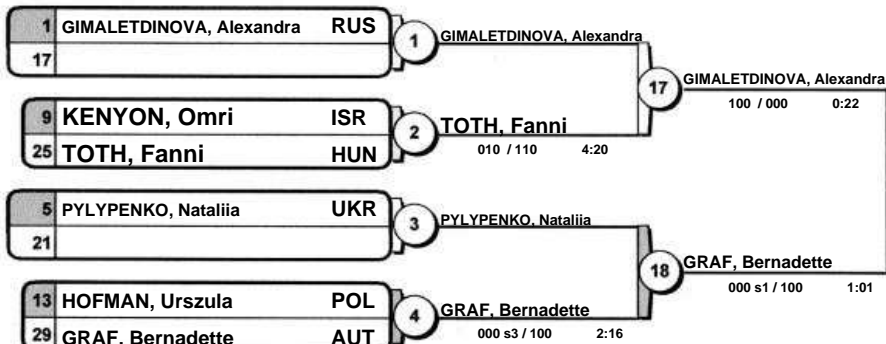 1 GIMALETDINOVA, Alexandra RUS
17
1
GIMALETDINOVA, Alexandra
9 KENYON, Omri ISR
25 TOTH, Fanni HUN
2
TOTH, Fanni
010 / 110 4:20
17
GIMALETDINOVA, Alexandra
100 / 000 0:22
5 PYLYPENKO, Nataliia UKR
21
3
PYLYPENKO, Nataliia
13 HOFMAN, Urszula POL
29 GRAF, Bernadette AUT
4
GRAF, Bernadette
000 s3 / 100 2:16
18
GRAF, Bernadette
000 s1 / 100 1:01